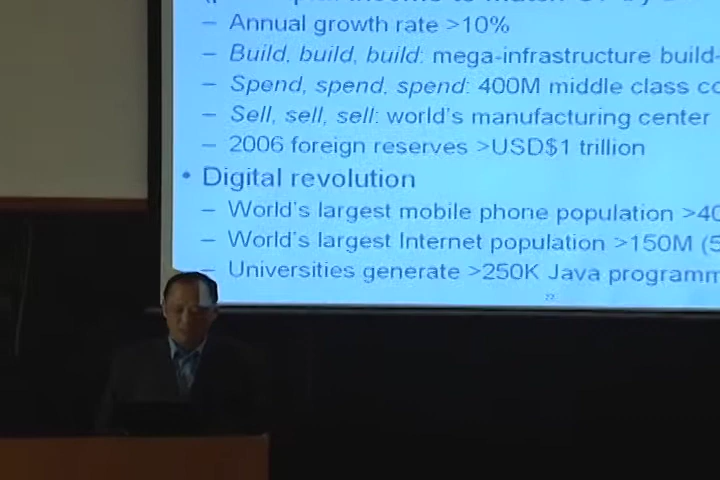 – Annual growth rate >10%
– Build, build, build: mega-infrastructure build-
– Spend, spend, spend: 400M middle class
– Sell, sell, sell: world's manufacturing center
– 2006 foreign reserves >USD$1 trillion
• Digital revolution
– World's largest mobile phone population >40
– World's largest Internet population >150M (5
– Universities generate >250K Java